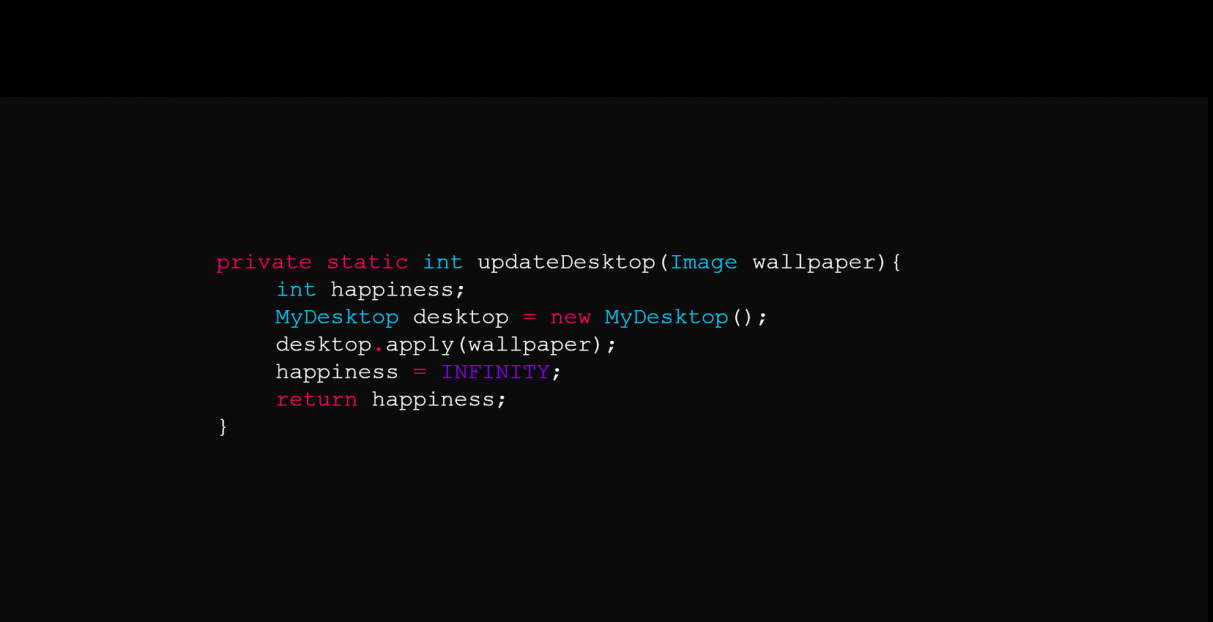 private static int updateDesktop(Image wallpaper){
int happiness;
MyDesktop desktop = new MyDesktop();
desktop.apply(wallpaper);
happiness = INFINITY;
return happiness;
}